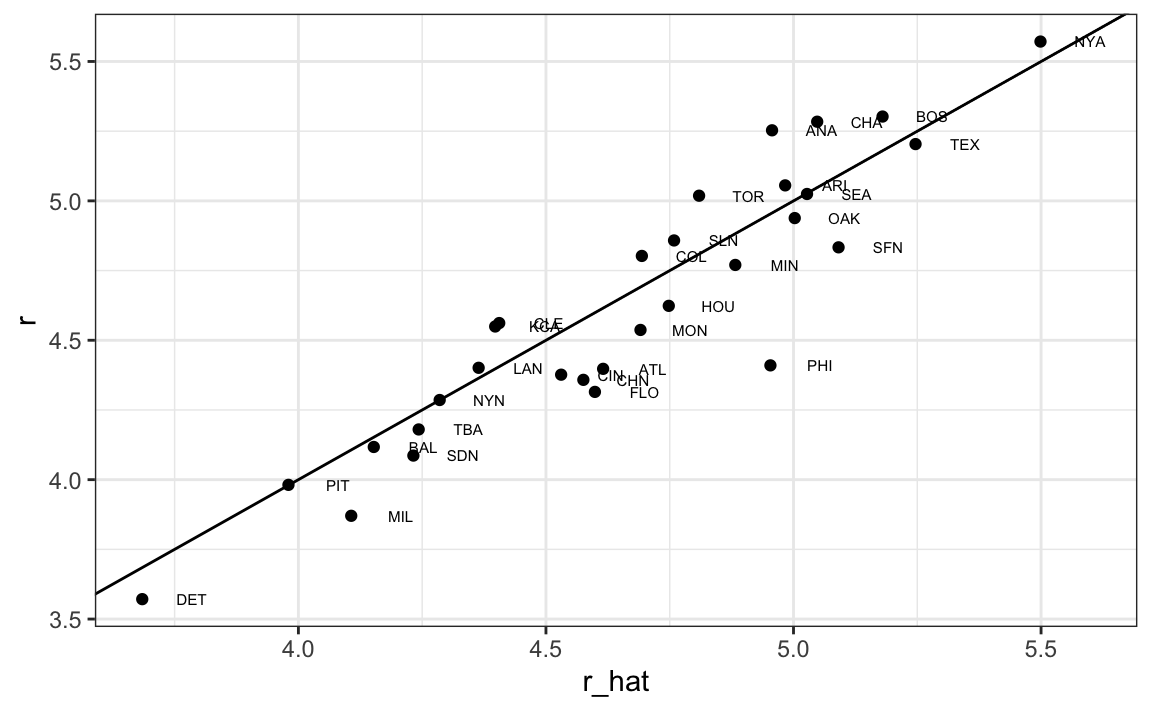 NYA
5.5
BOS
CHA
ANA
TEX
ARI
SEA
TOR
5.0
OAK
SLN
SFN
COL
MIN
HOU
r
CLE
KCA
MON
4.5
PHI
LAN
ATL
CIN
CHN
FLO
NYN
TBA
BAL
SDN
4.0
PIT
MIL
DET
3.5
4.0 4.5 5.0 5.5
r_hat